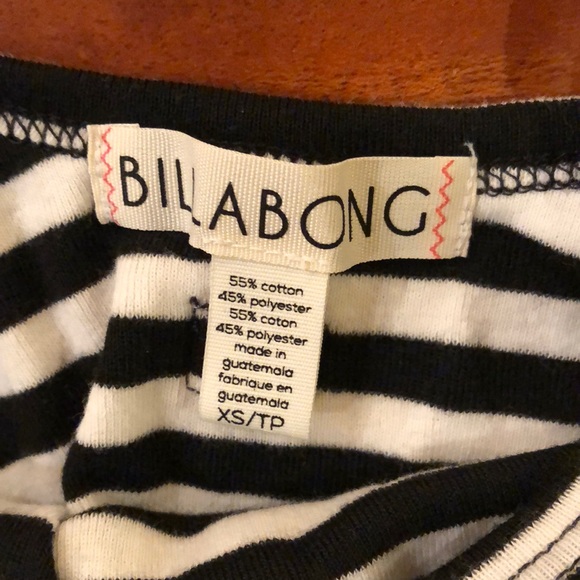 BILLABONG
55% cotton
45% polyester
55% coton
45% polyester
made in
guatemala
fabrique en
guatemala
XS/TP